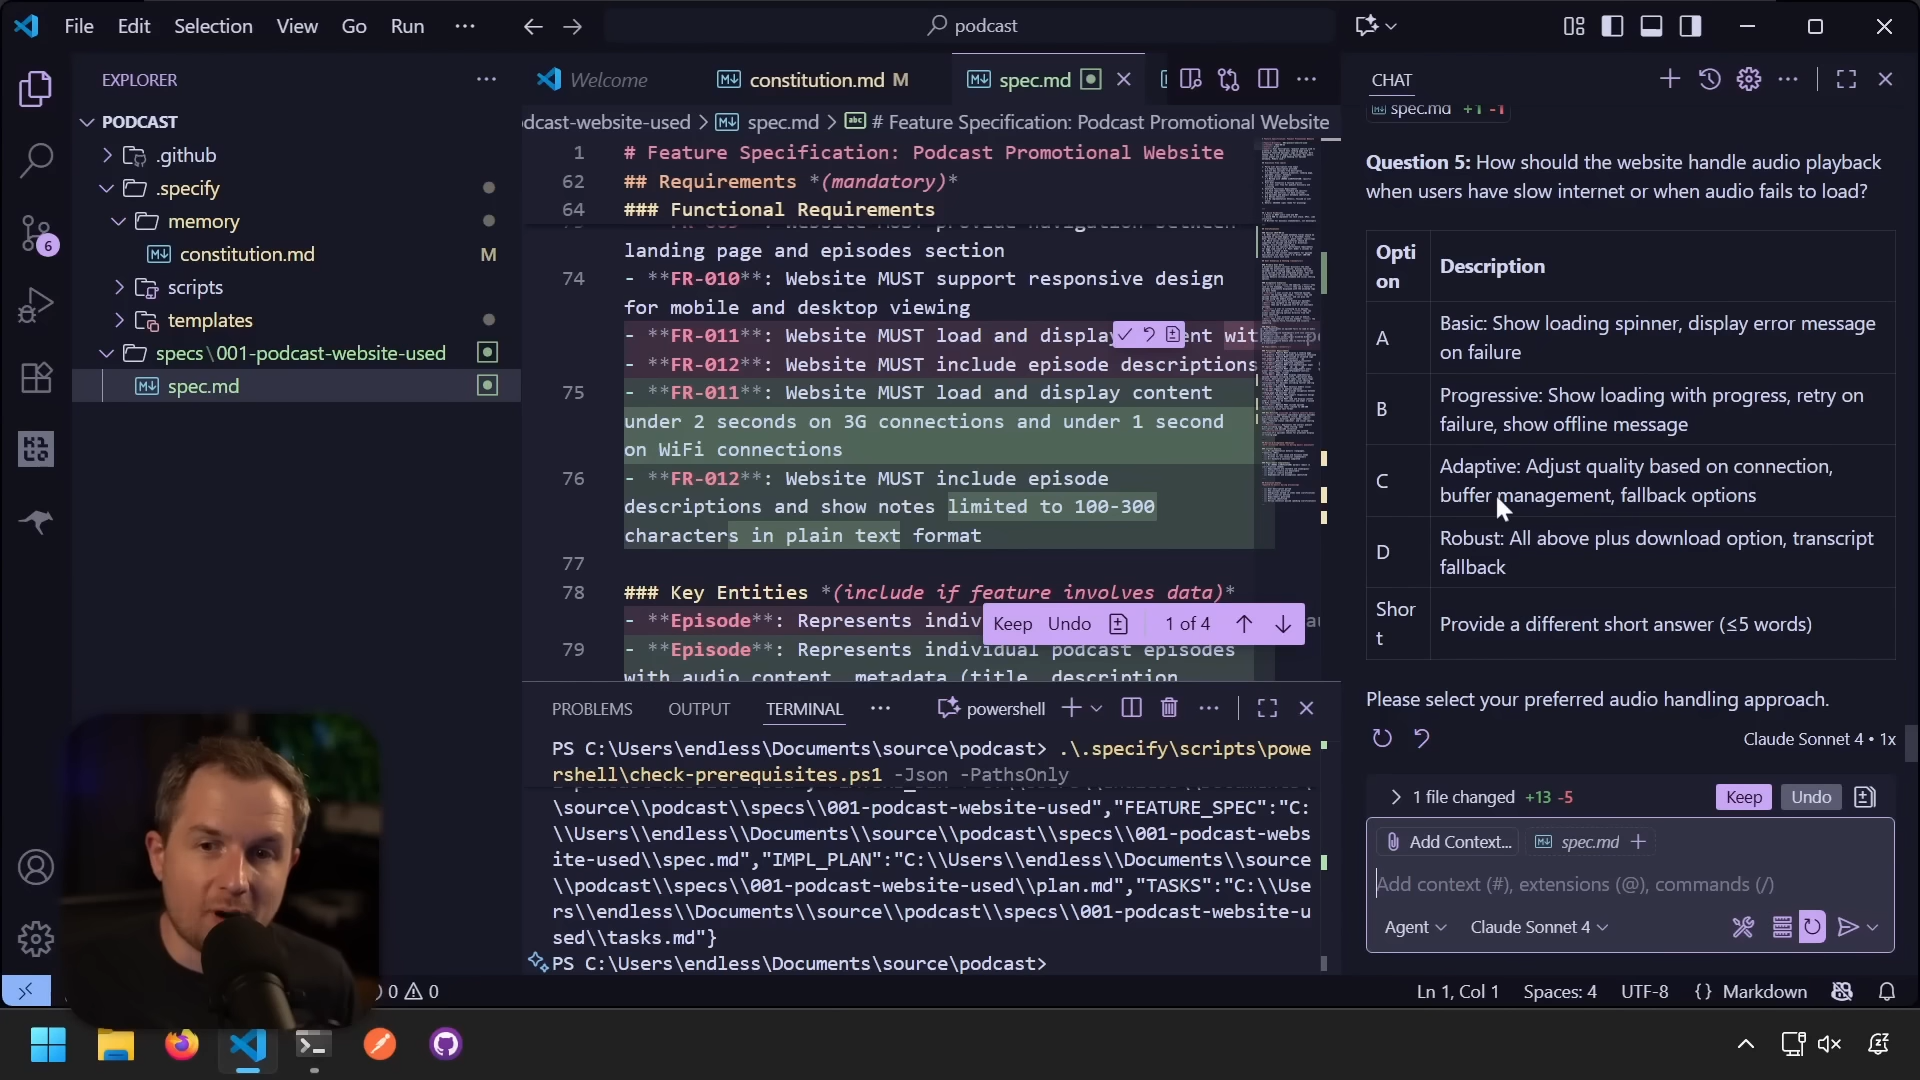 File Edit Selection View Go Run ···
podcast
EXPLORER
PODCAST
.github
.specify
memory
constitution.md M
scripts
templates
specs\001-podcast-website-used
spec.md
6
Welcome
constitution.md M
spec.md
dcast-website-used > spec.md > # Feature Specification: Podcast Promotional Website
1 # Feature Specification: Podcast Promotional Website
62 ## Requirements *(mandatory)*
64 ### Functional Requirements
landing page and episodes section
74 - **FR-010**: Website MUST support responsive design
for mobile and desktop viewing
- **FR-011**: Website MUST load and display
- **FR-012**: Website MUST include episode descriptions
75 - **FR-011**: Website MUST load and display content
under 2 seconds on 3G connections and under 1 second
on WiFi connections
76 - **FR-012**: Website MUST include episode
descriptions and show notes limited to 100-300
characters in plain text format
77
78 ### Key Entities *(include if feature involves data)*
- **Episode**: Represents
79 - **Episode**: Represents individual podcast episodes
with audio content, metadata (title, description,
Keep Undo 1 of 4
PROBLEMS OUTPUT TERMINAL ···
powershell
PS C:\Users\endless\Documents\source\podcast> .\.specify\scripts\powe
rshell\check-prerequisites.ps1 -Json -PathsOnly
\source\\podcast\\specs\\001-podcast-website-used","FEATURE_SPEC":"C:
\\Users\\endless\\Documents\\source\\podcast\\specs\\001-podcast-webs
ite-used\\spec.md","IMPL_PLAN":"C:\\Users\\endless\\Documents\\source
\\podcast\\specs\\001-podcast-website-used\\plan.md","TASKS":"C:\\Use
rs\\endless\\Documents\\source\\podcast\\specs\\001-podcast-website-u
sed\\tasks.md"}
PS C:\Users\endless\Documents\source\podcast>
CHAT
spec.md +1 -1
Question 5: How should the website handle audio playback
when users have slow internet or when audio fails to load?
Opti
on
Description
A
Basic: Show loading spinner, display error message
on failure
B
Progressive: Show loading with progress, retry on
failure, show offline message
C
Adaptive: Adjust quality based on connection,
buffer management, fallback options
D
Robust: All above plus download option, transcript
fallback
Shor
t
Provide a different short answer (≤5 words)
Please select your preferred audio handling approach.
Claude Sonnet 4 • 1x
1 file changed +13 -5 Keep Undo
Add Context... spec.md +
Add context (#), extensions (@), commands (/)
Agent Claude Sonnet 4
0 0
Ln 1, Col 1 Spaces: 4 UTF-8 {} Markdown